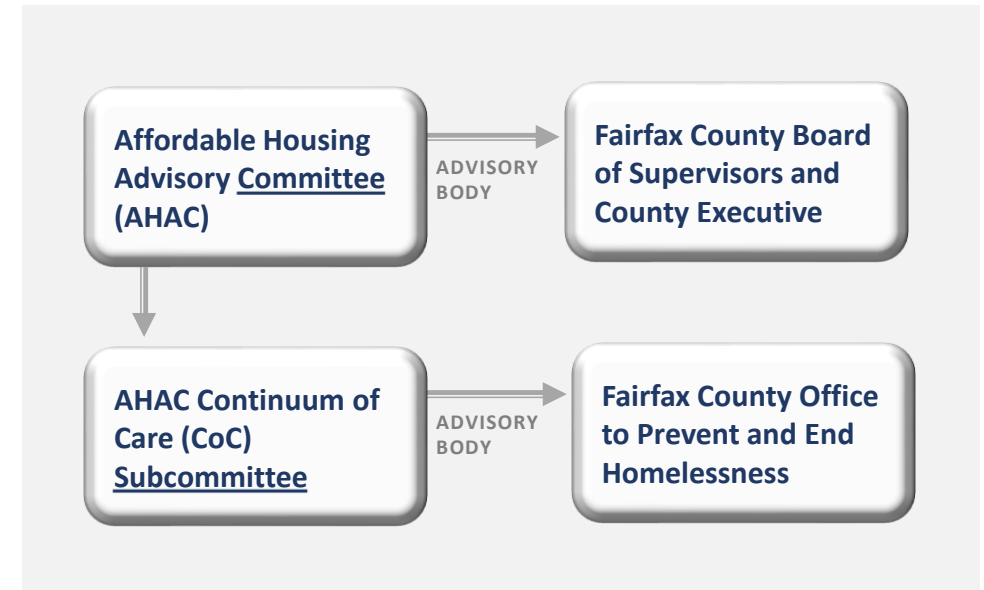 Affordable Housing
Advisory Committee
(AHAC)
ADVISORY
BODY
Fairfax County Board
of Supervisors and
County Executive
AHAC Continuum of
Care (CoC)
Subcommittee
ADVISORY
BODY
Fairfax County Office
to Prevent and End
Homelessness